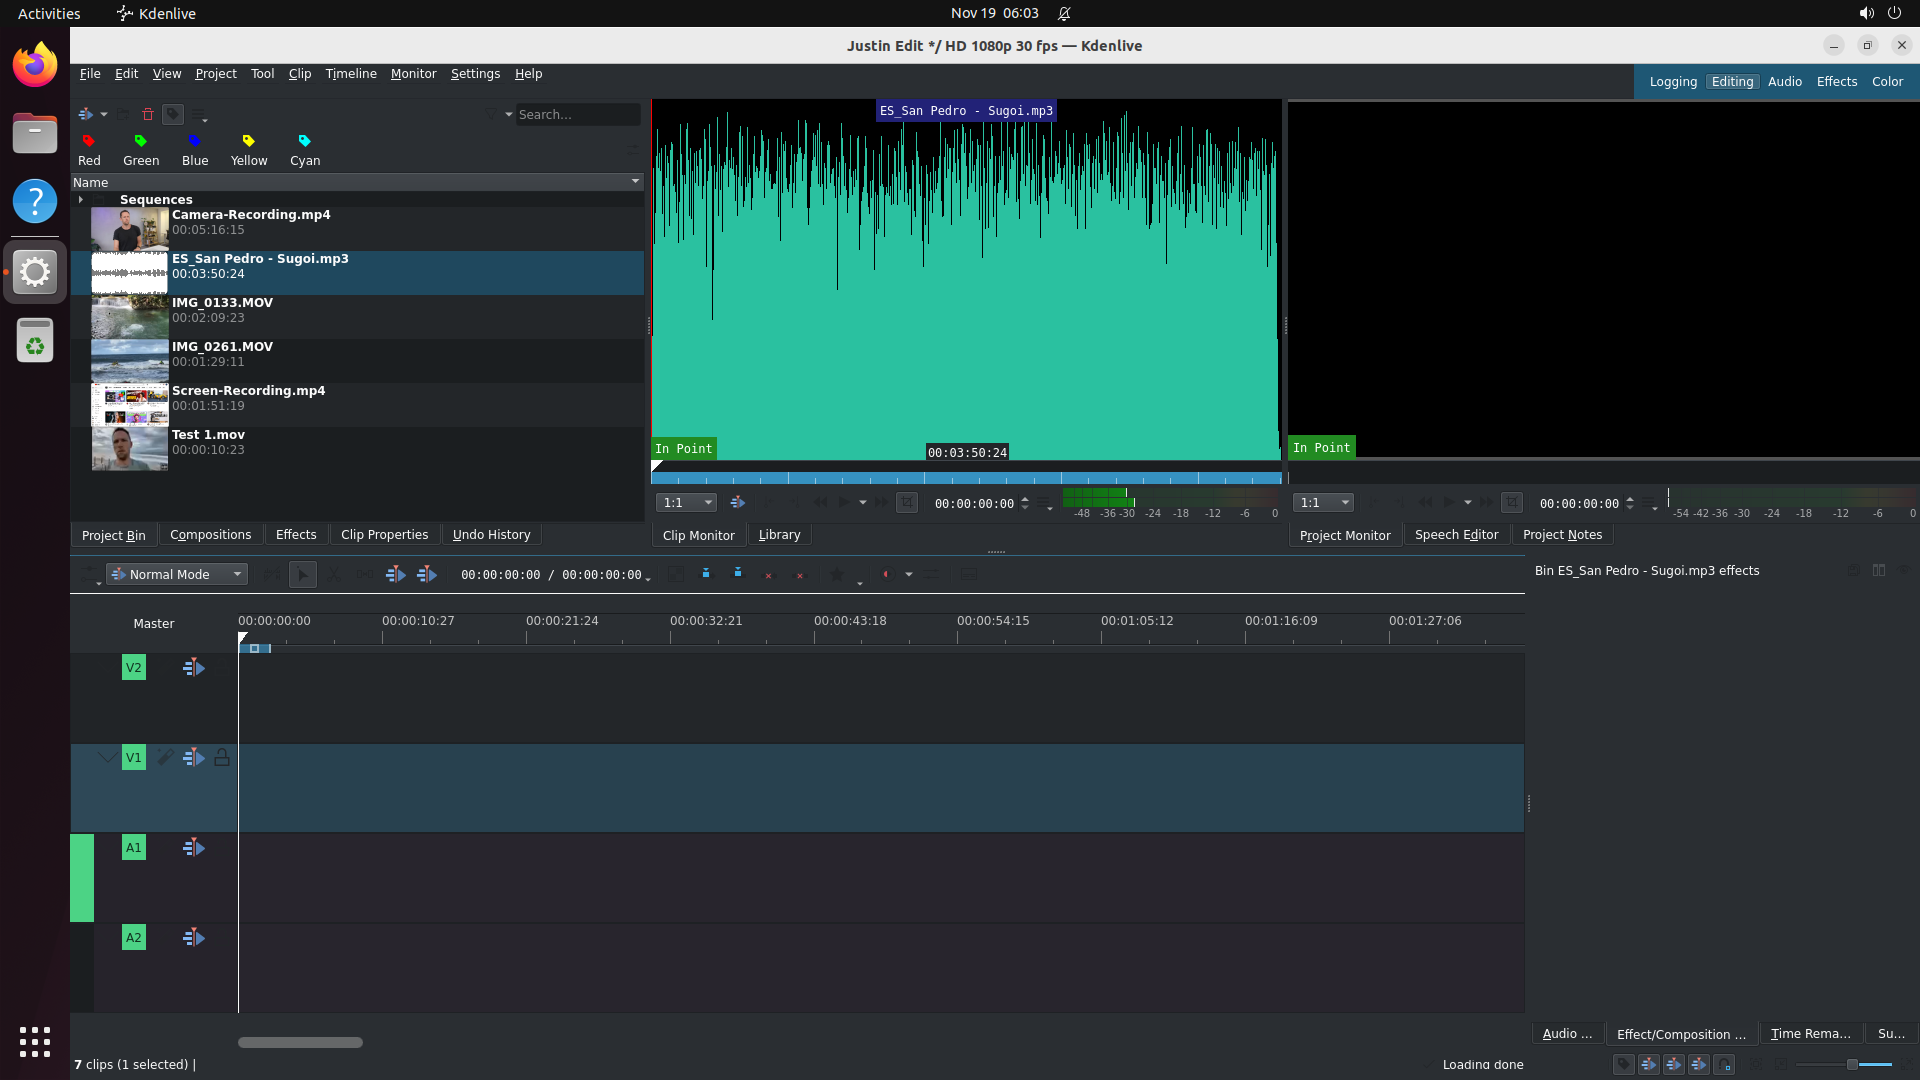 Activities
Kdenlive
Nov 19 06:03
Justin Edit */ HD 1080p 30 fps — Kdenlive
File Edit View Project Tool Clip Timeline Monitor Settings Help
Logging Editing Audio Effects Color
Search...
Red Green Blue Yellow Cyan
Name
Sequences
Camera-Recording.mp4
00:05:16:15
ES_San Pedro - Sugoi.mp3
00:03:50:24
IMG_0133.MOV
00:02:09:23
IMG_0261.MOV
00:01:29:11
Screen-Recording.mp4
00:01:51:19
Test 1.mov
00:00:10:23
Project Bin Compositions Effects Clip Properties Undo History
ES_San Pedro - Sugoi.mp3
In Point
00:03:50:24
1:1
00:00:00:00
-48 -36 -30 -24 -18 -12 -6 0
Clip Monitor Library
In Point
1:1
00:00:00:00
-54 -42 -36 -30 -24 -18 -12 -6 0
Project Monitor Speech Editor Project Notes
Normal Mode
00:00:00:00 / 00:00:00:00
Bin ES_San Pedro - Sugoi.mp3 effects
Master
00:00:00:00 00:00:10:27 00:00:21:24 00:00:32:21 00:00:43:18 00:00:54:15 00:01:05:12 00:01:16:09 00:01:27:06
V2
V1
A1
A2
Audio ... Effect/Composition ... Time Rema... Su...
7 clips (1 selected) |
Loading done